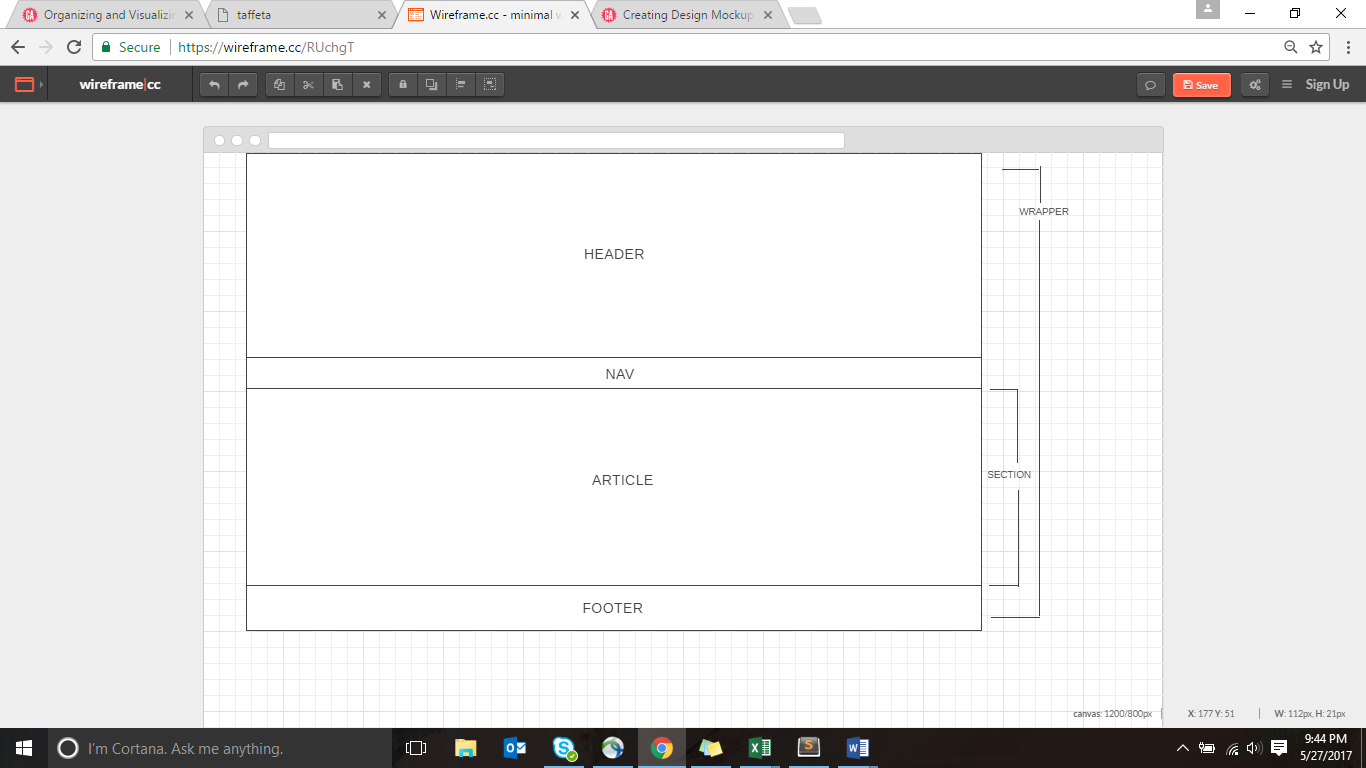 Organizing and Visualizin
taffeta
Wireframe.cc - minimal w
Creating Design Mockup
Secure
https://wireframe.cc/RUchgT
wireframe|cc
Save
Sign Up
HEADER
WRAPPER
NAV
ARTICLE
SECTION
FOOTER
canvas: 1200/800px
X: 177 Y: 51
W: 112px, H: 21px
I'm Cortana. Ask me anything.
9:44 PM
5/27/2017